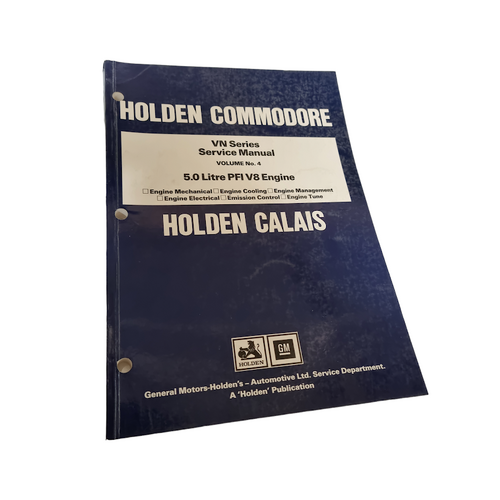 HOLDEN COMMODORE
VN Series
Service Manual
VOLUME No. 4
5.0 Litre PFI V8 Engine
□ Engine Mechanical □ Engine Cooling □ Engine Management
□ Engine Electrical □ Emission Control □ Engine Tune
HOLDEN CALAIS
HOLDEN
GM
General Motors-Holden's – Automotive Ltd. Service Department.
A 'Holden' Publication